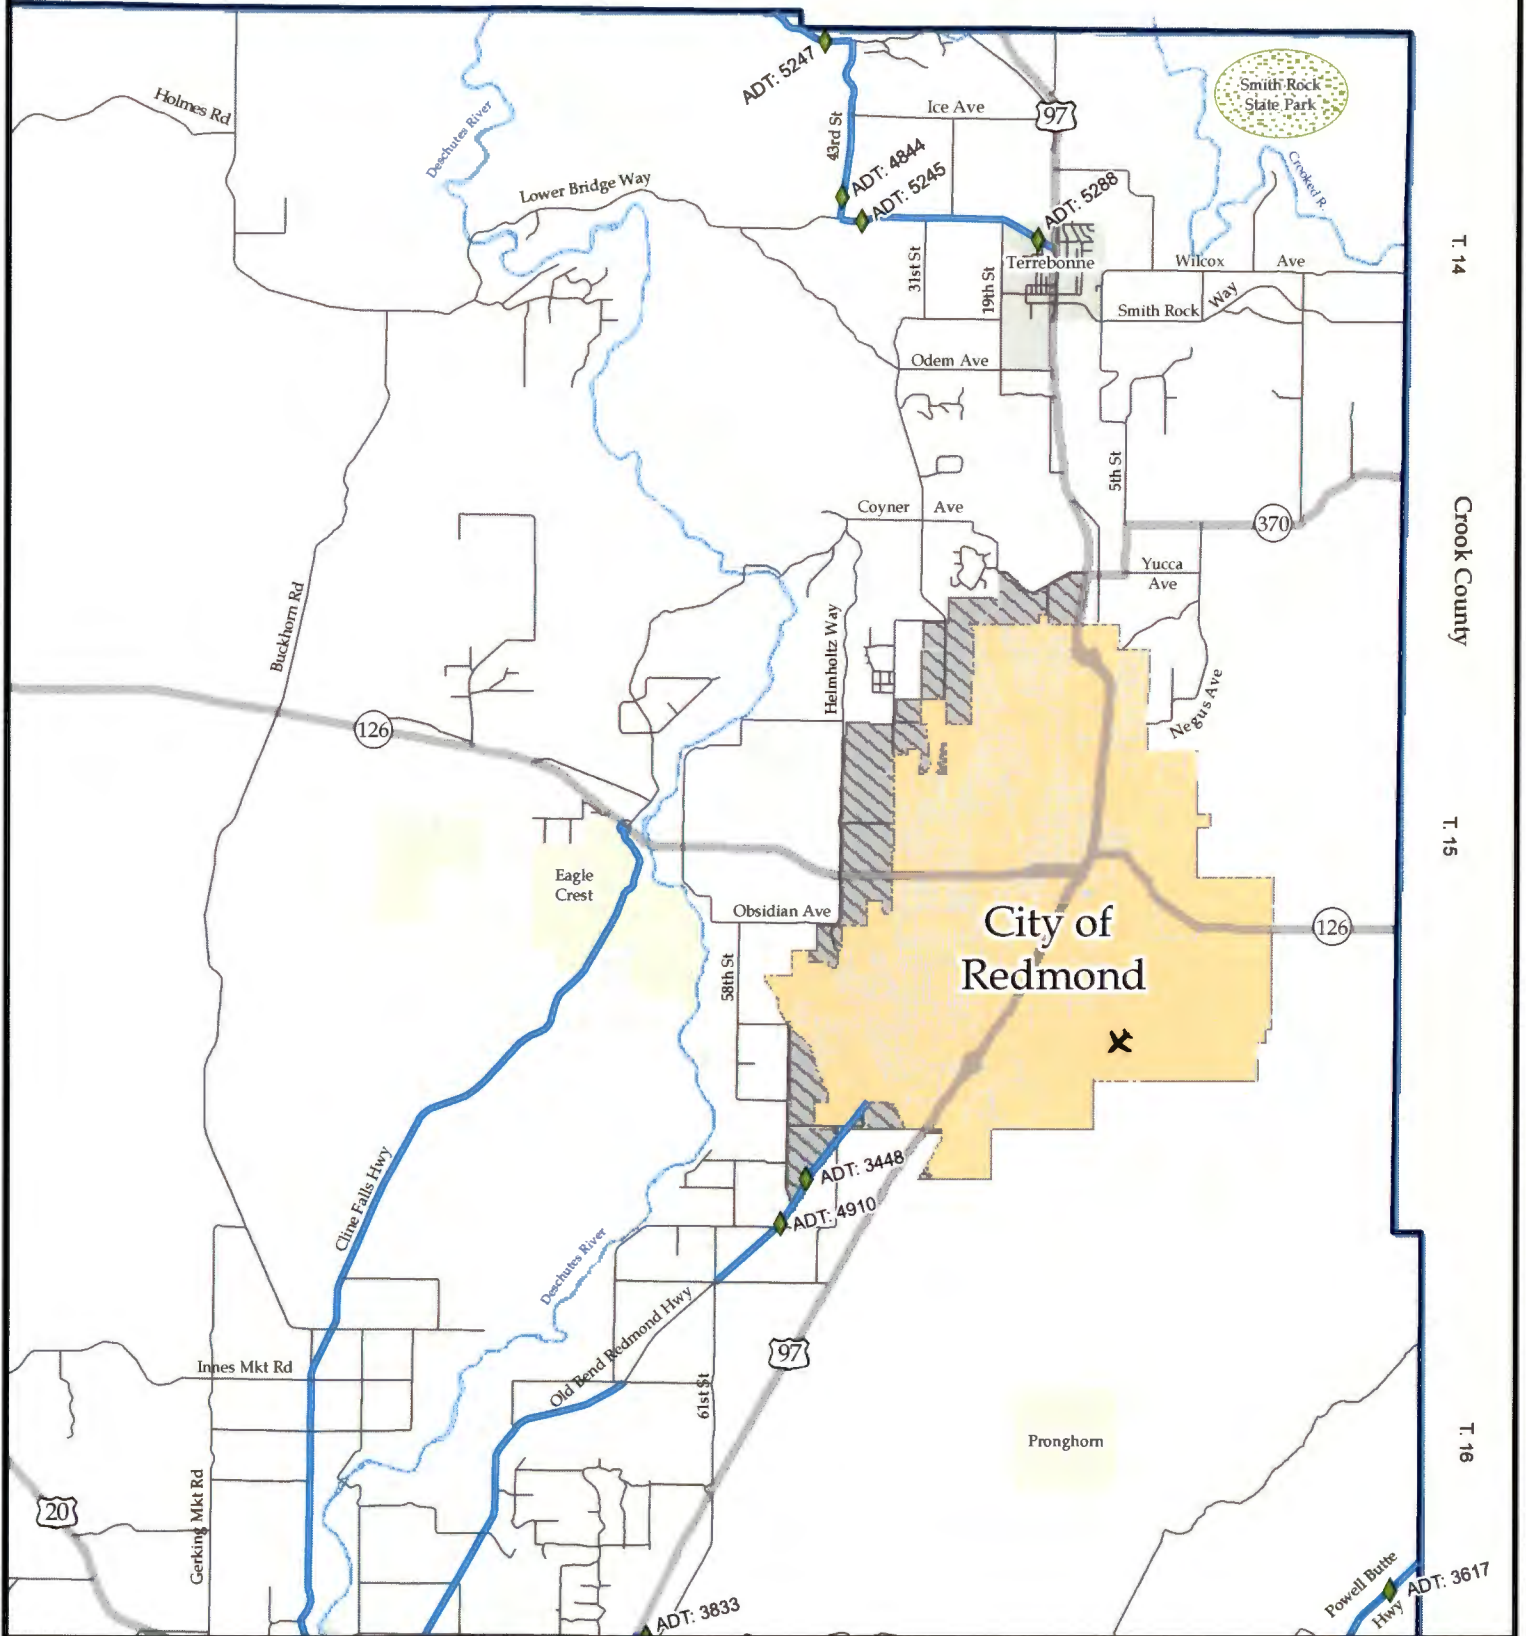 ADT: 5247
Holmes Rd
Deschutes River
43rd St
Ice Ave
97
Smith Rock
State Park
ADT: 4844
ADT: 5245
Lower Bridge Way
ADT: 5288
Crooked R.
T. 14
31st St
19th St
Terrebonne
Wilcox Ave
Smith Rock Way
Odem Ave
5th St
Coyner Ave
370
Crook County
Yucca
Ave
Buckhorn Rd
Helmholtz Way
Negus Ave
126
T. 15
Eagle
Crest
Obsidian Ave
City of
Redmond
126
58th St
Cline Falls Hwy
ADT: 3448
ADT: 4910
Deschutes River
Old Bend Redmond Hwy
97
Innes Mkt Rd
61st St
Pronghorn
T. 16
Gerking Mkt Rd
20
Powell Butte
Hwy
ADT: 3617
ADT: 3833